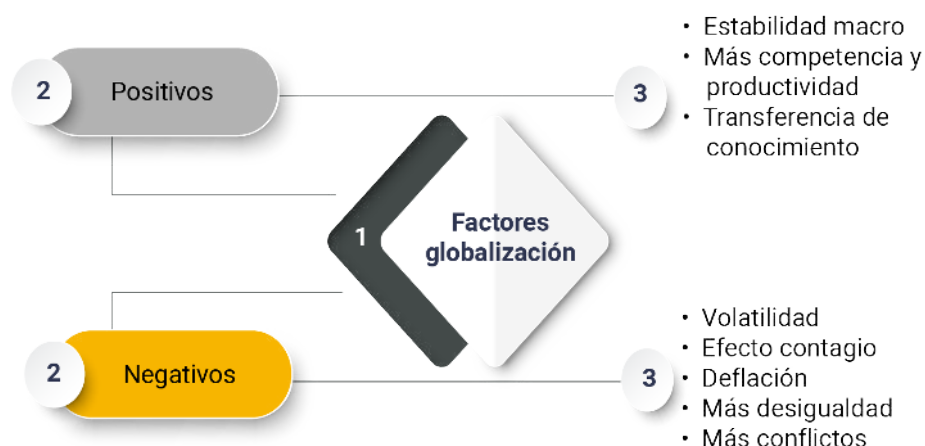 2
Positivos
3
• Estabilidad macro
• Más competencia y
productividad
• Transferencia de
conocimiento
1
Factores
globalización
2
Negativos
3
• Volatilidad
• Efecto contagio
• Deflación
• Más desigualdad
• Más conflictos